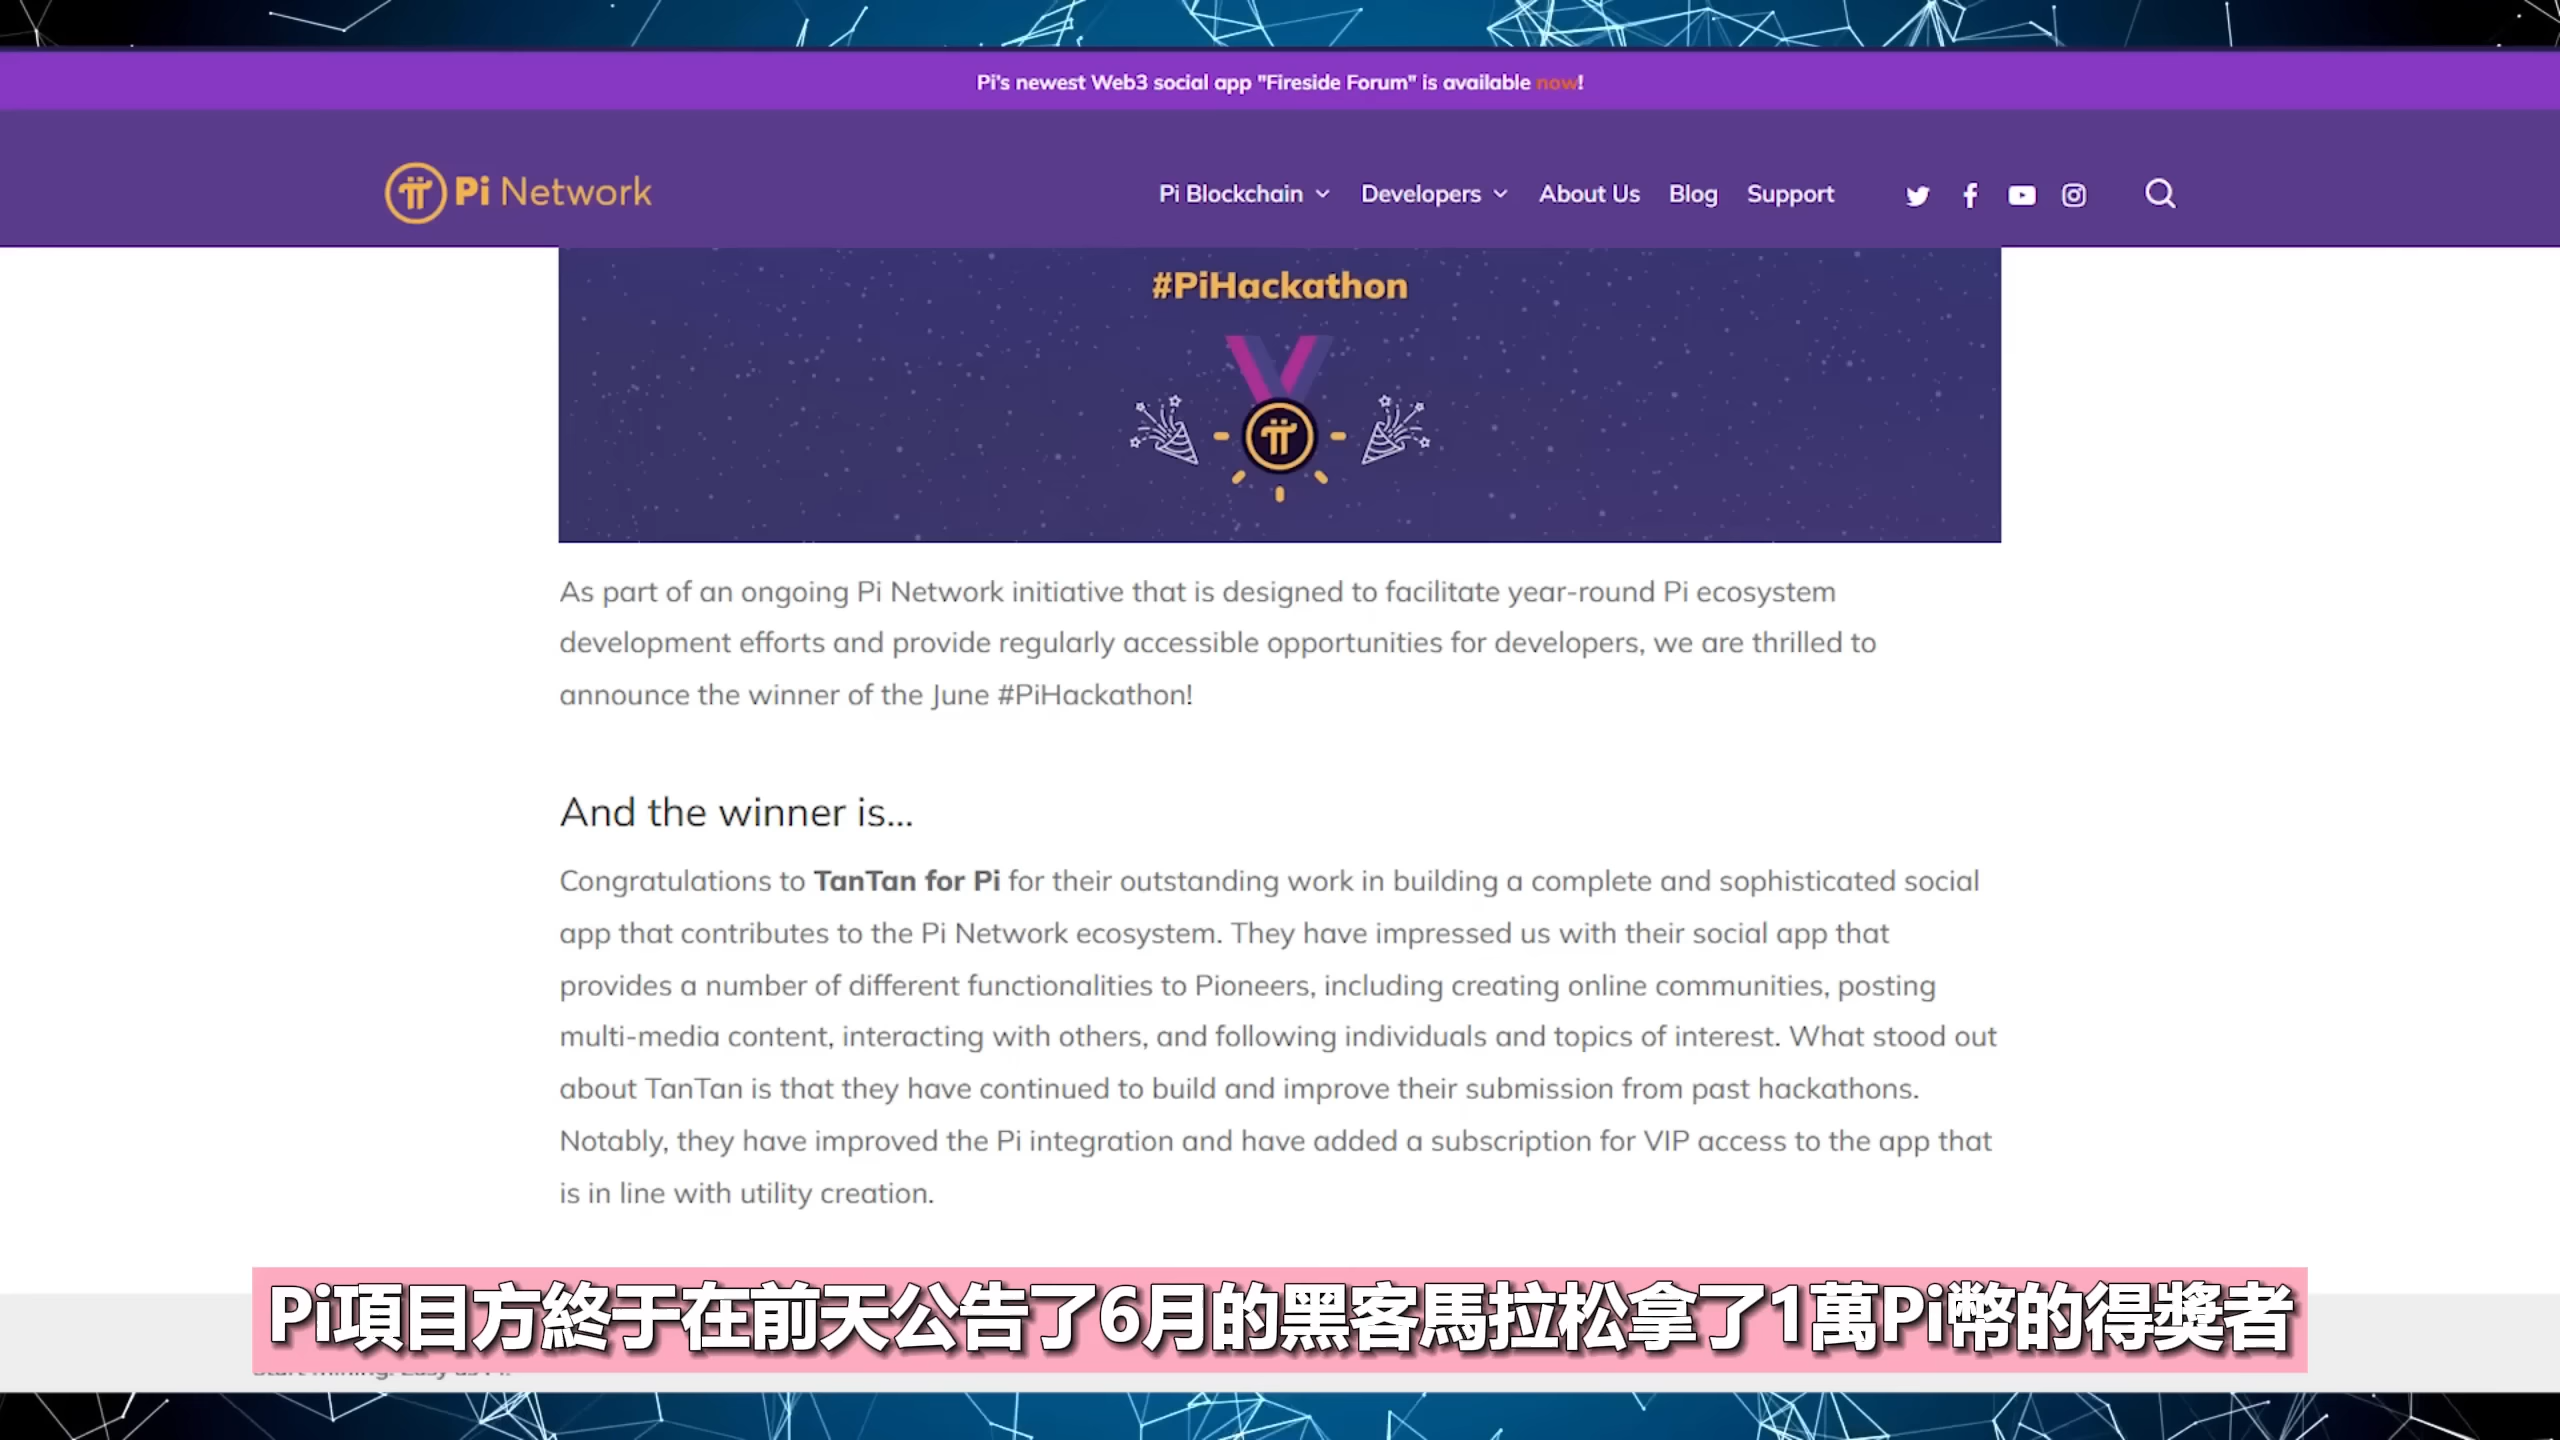 Pi's newest Web3 social app "Fireside Forum" is available now!
Pi Network
Pi Blockchain
Developers
About Us
Blog
Support
#PiHackathon
As part of an ongoing Pi Network initiative that is designed to facilitate year-round Pi ecosystem
development efforts and provide regularly accessible opportunities for developers, we are thrilled to
announce the winner of the June #PiHackathon!
And the winner is...
Congratulations to TanTan for Pi for their outstanding work in building a complete and sophisticated social
app that contributes to the Pi Network ecosystem. They have impressed us with their social app that
provides a number of different functionalities to Pioneers, including creating online communities, posting
multi-media content, interacting with others, and following individuals and topics of interest. What stood out
about TanTan is that they have continued to build and improve their submission from past hackathons.
Notably, they have improved the Pi integration and have added a subscription for VIP access to the app that
is in line with utility creation.
Pi項目方終于在前天公告了6月的黑客馬拉松拿了1萬Pi幣的得獎者